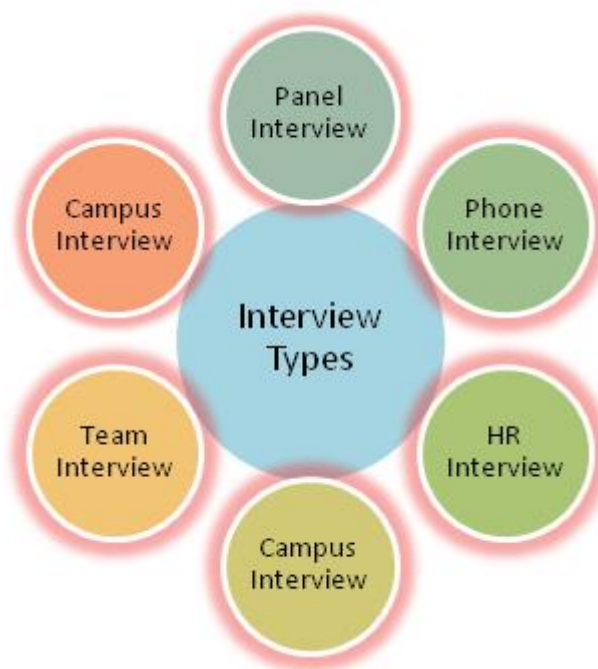 Panel
Interview
Phone
Interview
HR
Interview
Campus
Interview
Team
Interview
Campus
Interview
Interview
Types